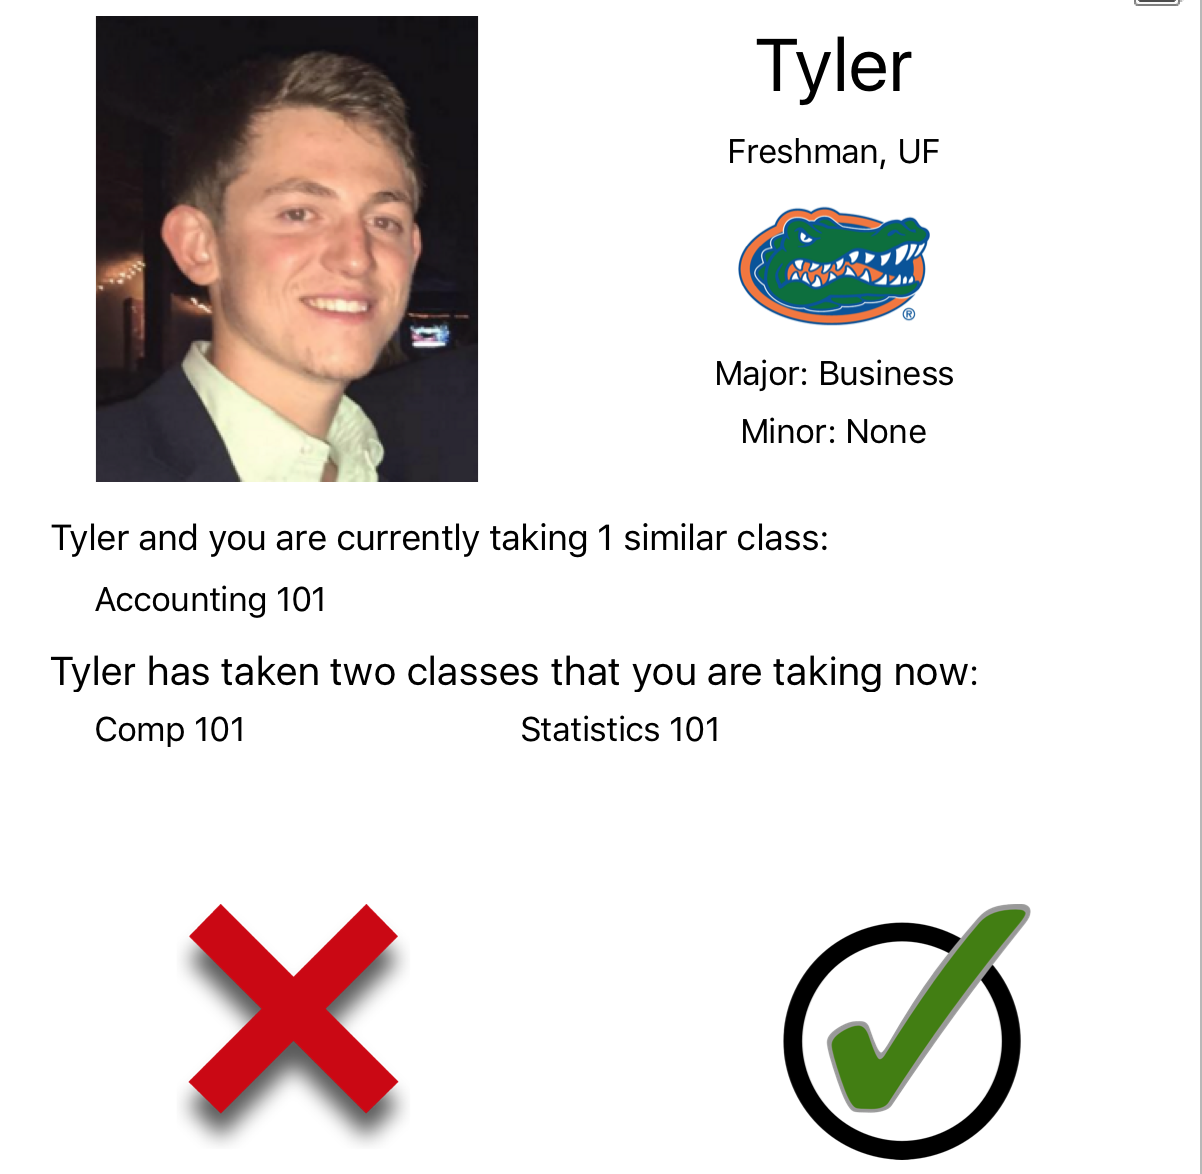 Tyler
Freshman, UF
®
Major: Business
Minor: None
Tyler and you are currently taking 1 similar class:
Accounting 101
Tyler has taken two classes that you are taking now:
Comp 101 Statistics 101